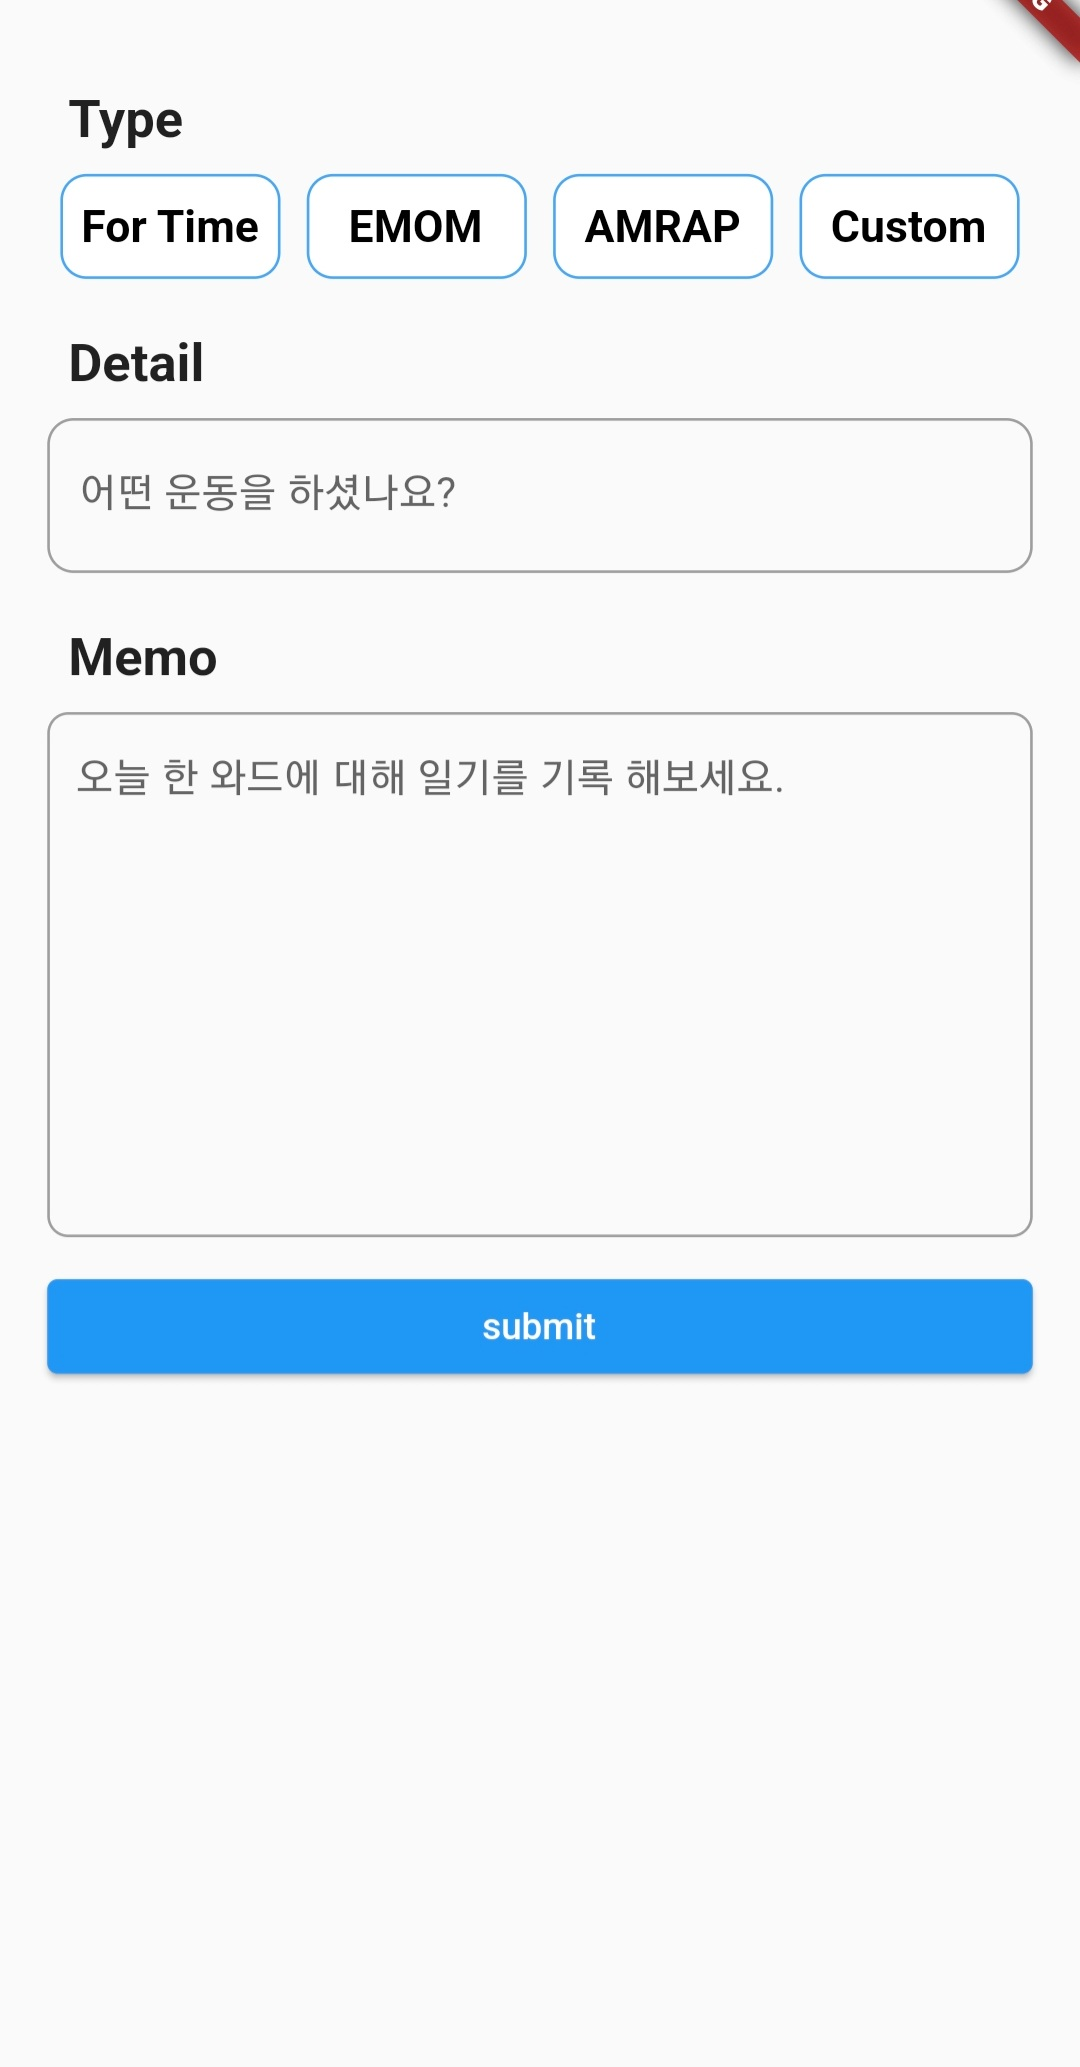 Type
For Time EMOM AMRAP Custom
Detail
어떤 운동을 하셨나요?
Memo
오늘 한 와드에 대해 일기를 기록 해보세요.
submit